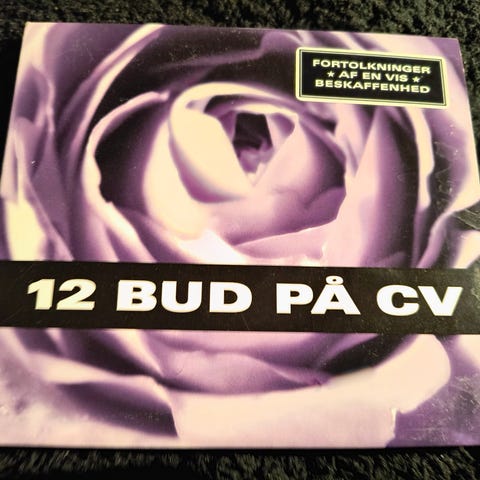 FORTOLKNINGER
★ AF EN VIS ★
BESKAFFENHED
12 BUD PÅ CV